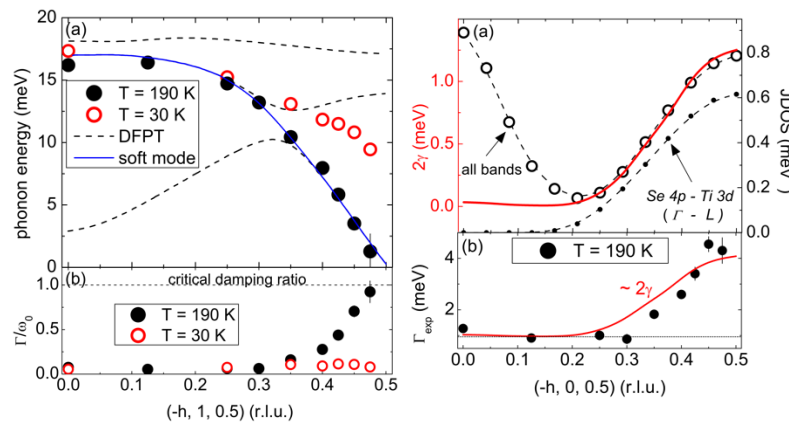 (a)
phonon energy (meV)
20
15
10
5
0
T = 190 K
T = 30 K
DFPT
soft mode
(b)
critical damping ratio
Γ/ω0
1.0
0.5
0.0
T = 190 K
T = 30 K
0.0 0.1 0.2 0.3 0.4 0.5
(-h, 1, 0.5) (r.l.u.)
(a)
2γ (meV)
1.0
0.5
0.0
0.8
0.6
0.4
0.2
0.0
JDOS (meV
all bands
Se 4p - Ti 3d
(Γ - L)
(b)
T = 190 K
Γexp (meV)
4
2
~ 2γ
0.0 0.1 0.2 0.3 0.4 0.5
(-h, 0, 0.5) (r.l.u.)